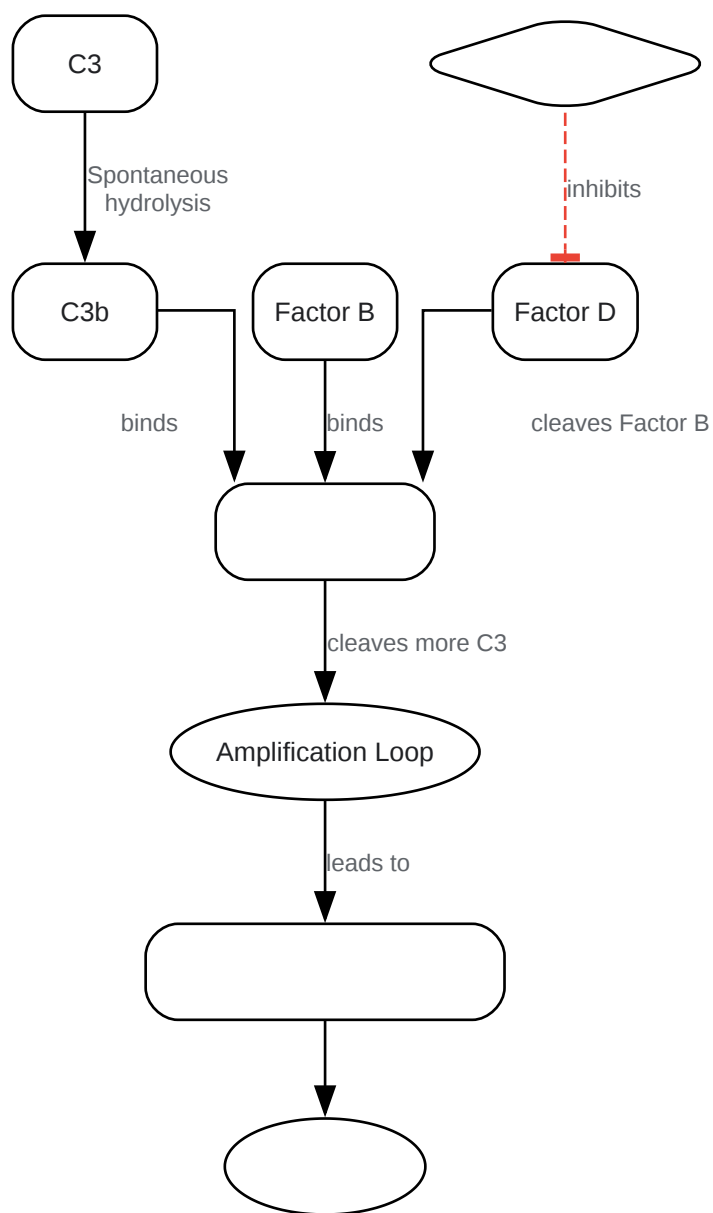 C3
Spontaneous
hydrolysis
inhibits
C3b
Factor B
Factor D
binds
binds
cleaves Factor B
cleaves more C3
Amplification Loop
leads to